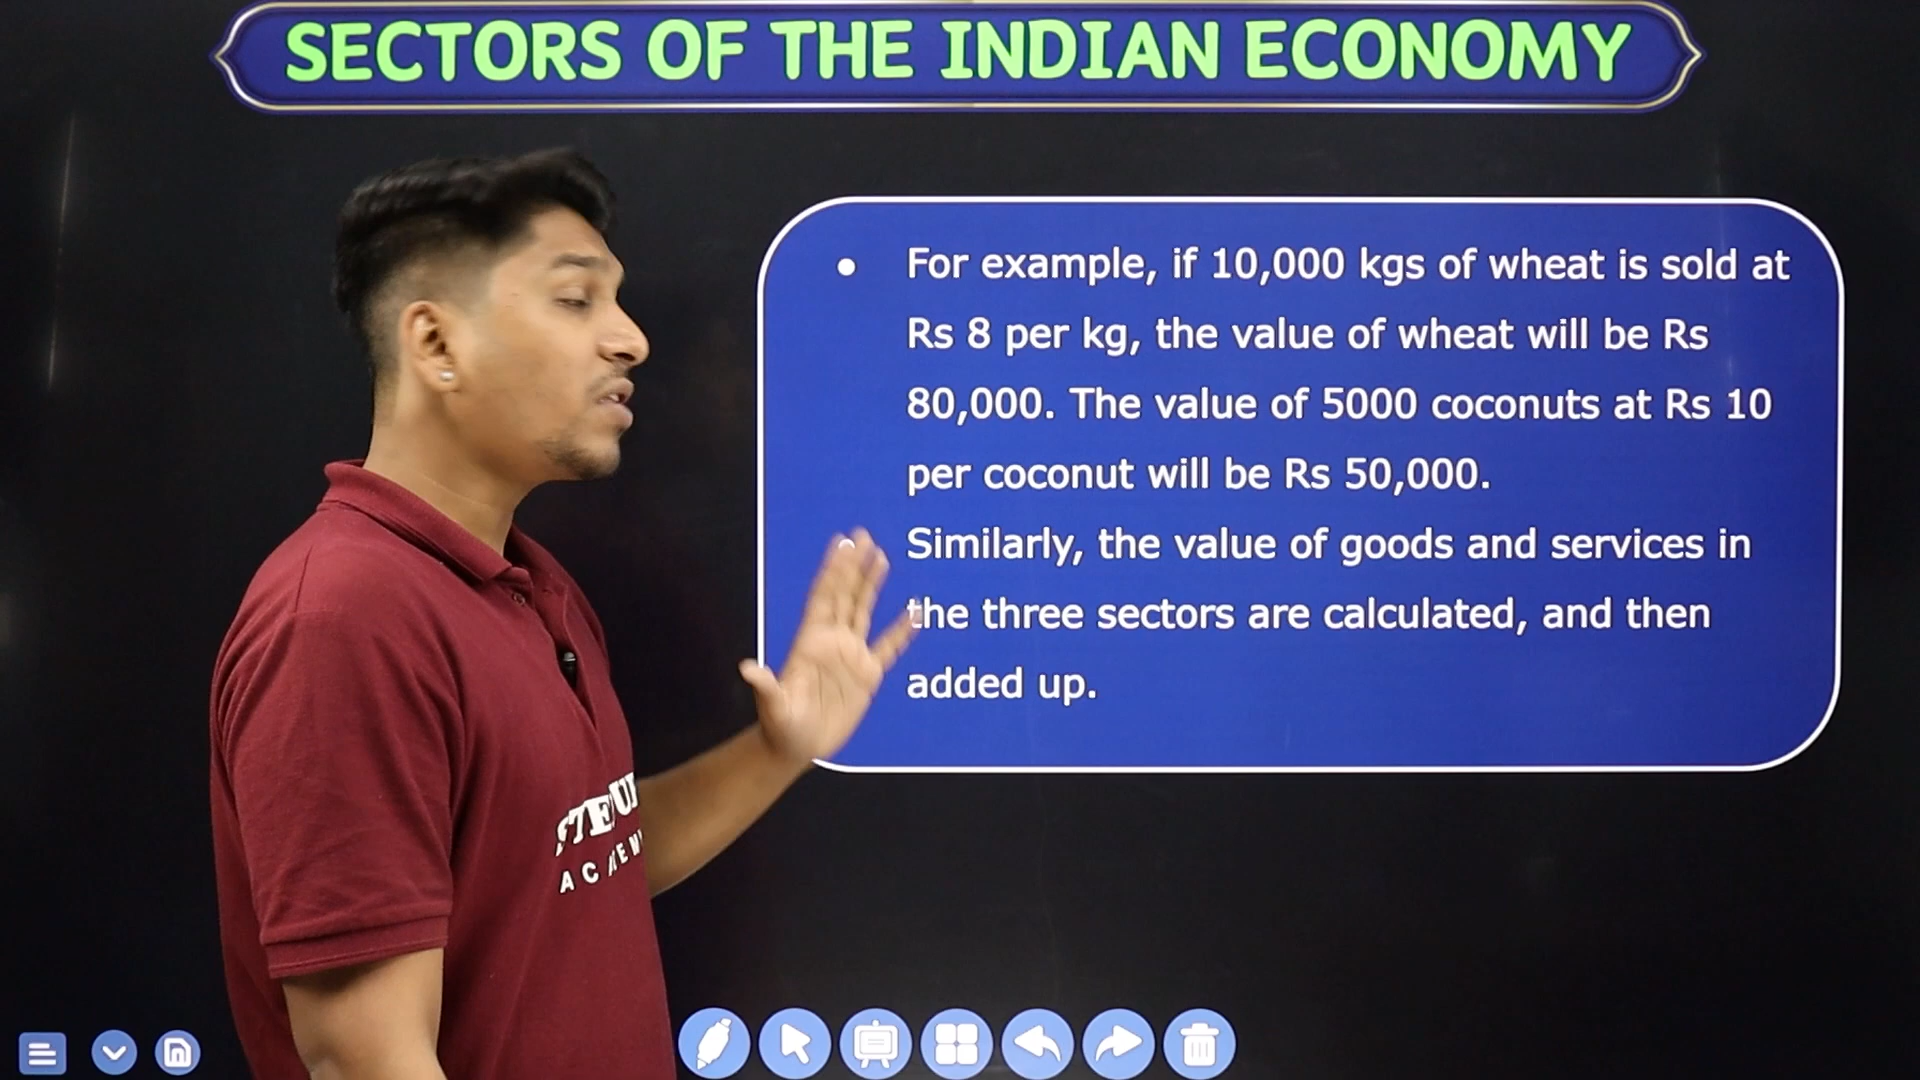 SECTORS OF THE INDIAN ECONOMY
For example, if 10,000 kgs of wheat is sold at
Rs 8 per kg, the value of wheat will be Rs
80,000. The value of 5000 coconuts at Rs 10
per coconut will be Rs 50,000.
Similarly, the value of goods and services in
the three sectors are calculated, and then
added up.